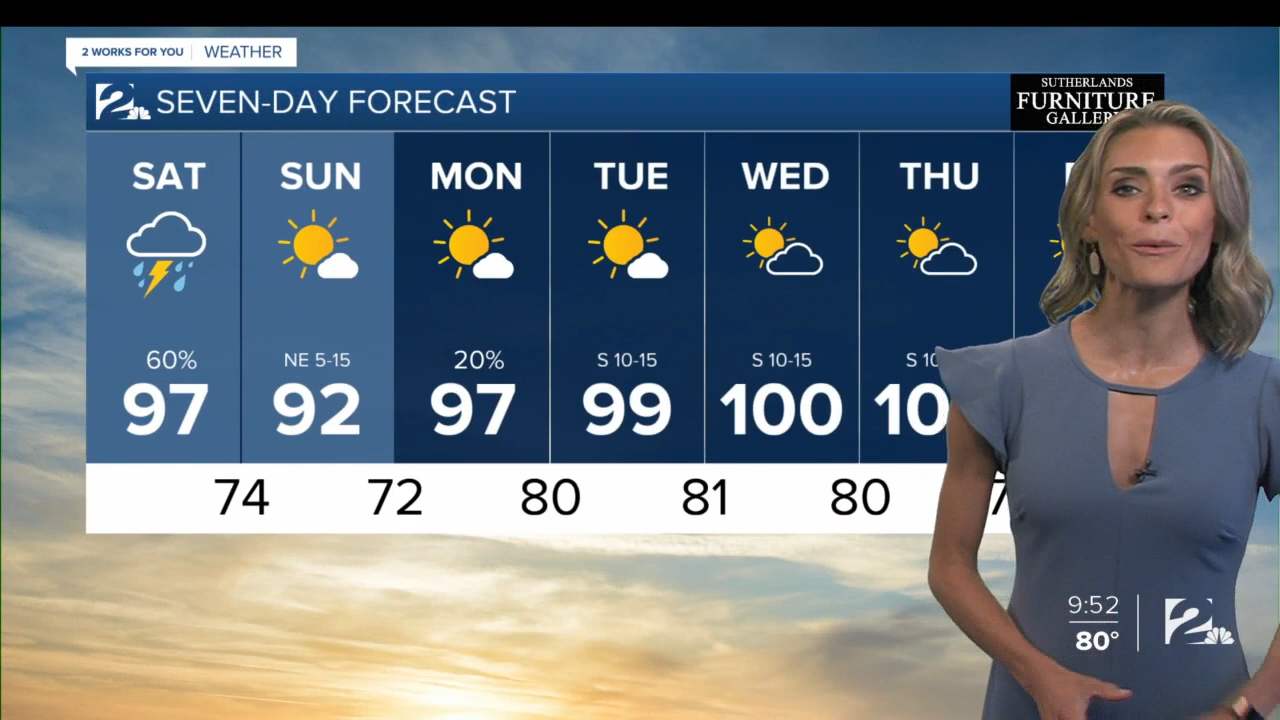 2 WORKS FOR YOU | WEATHER
2 SEVEN-DAY FORECAST
SUTHERLANDS
FURNITURE
SAT SUN MON TUE WED THU
60% NE 5-15 20% S 10-15 S 10-15 S
97 92 97 99 100
74 72 80 81 80
9:52
80°
2